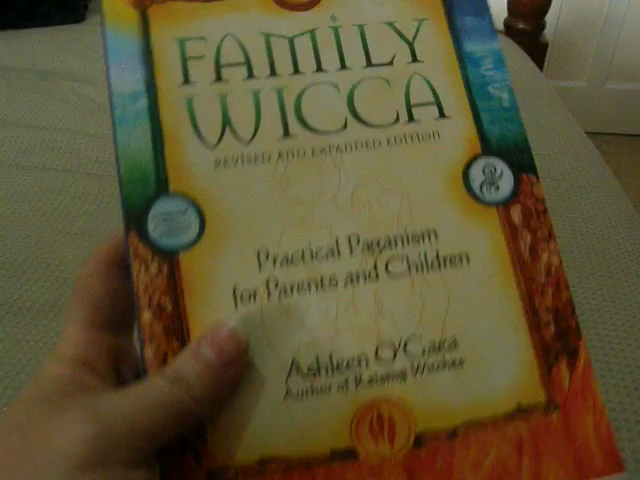 FAMILY
WICCA
REVISED AND EXPANDED EDITION
Practical Paganism
for Parents and Children
Ashleen O'Gaea
Author of Raising Witches